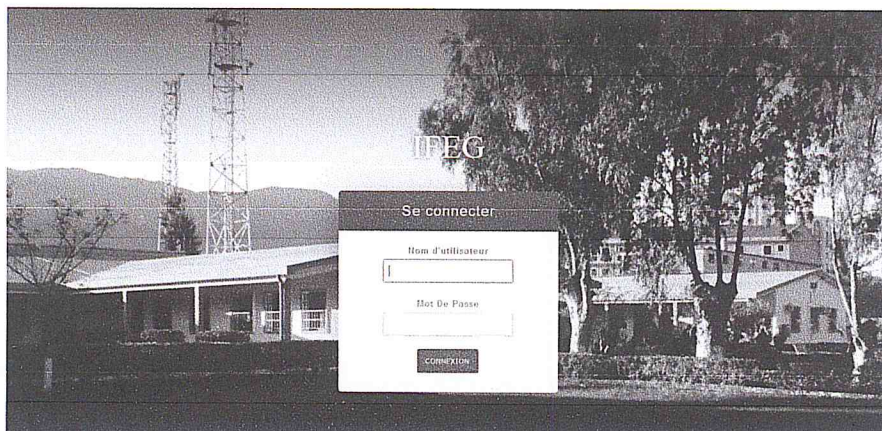 IFEG
Se connecter
Nom d'utilisateur
Mot De Passe
CONNEXION